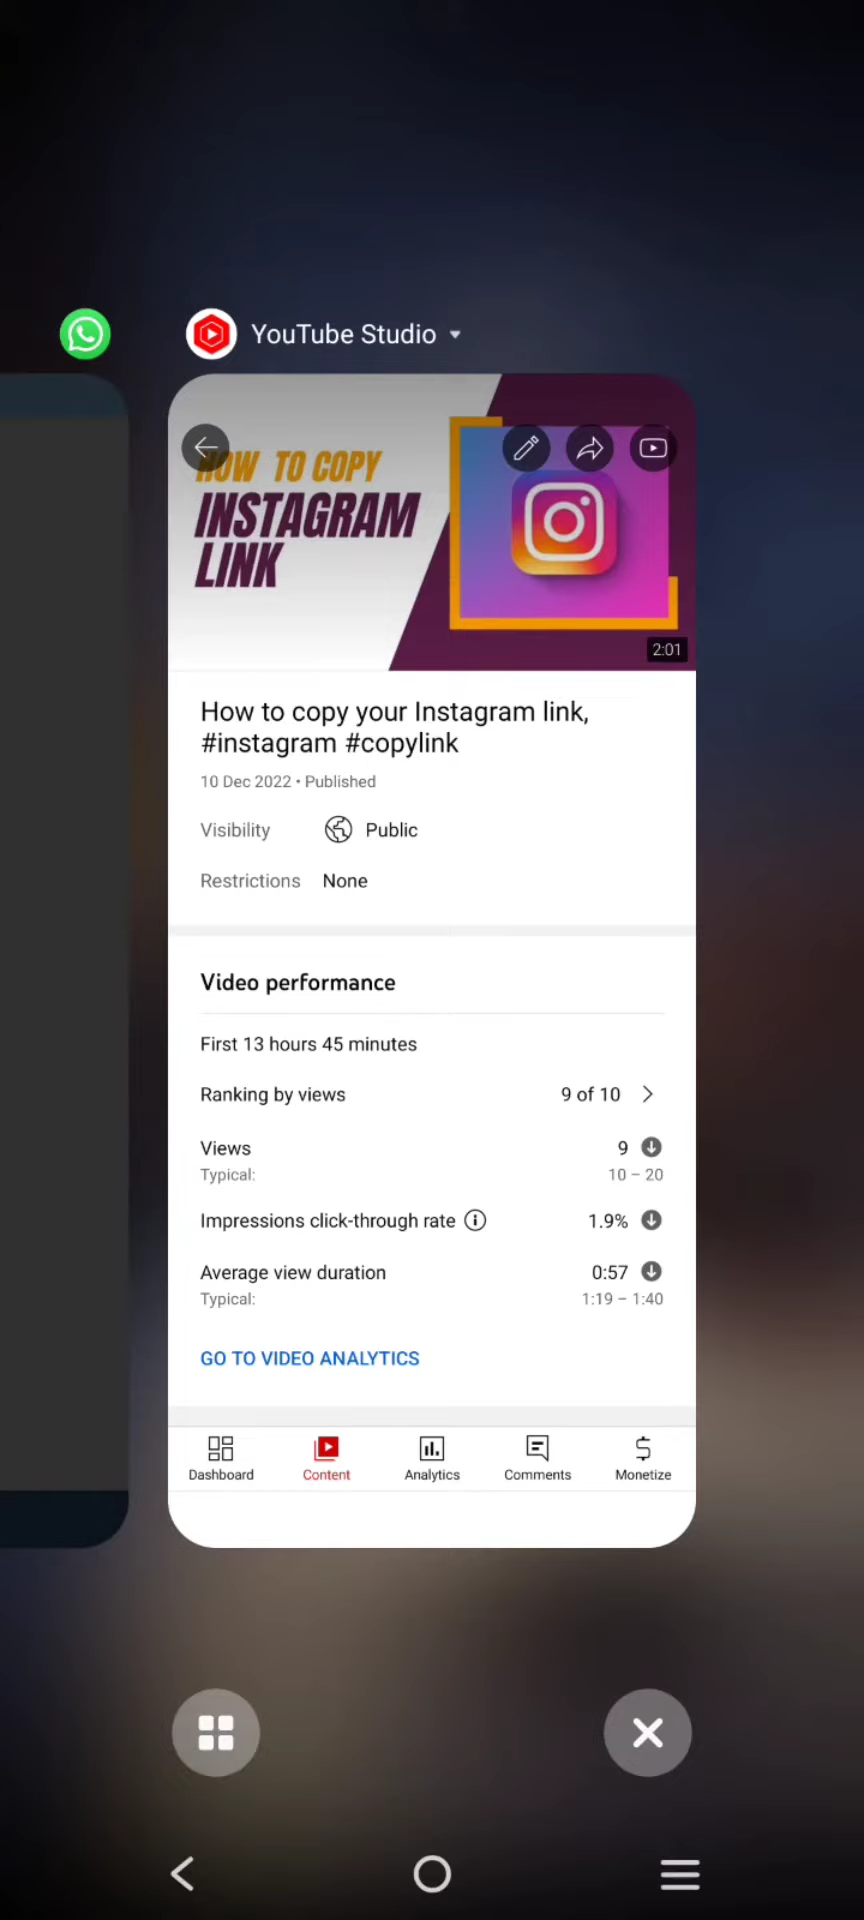 YouTube Studio
HOW TO COPY
INSTAGRAM
LINK
2:01
How to copy your Instagram link,
#instagram #copylink
10 Dec 2022 • Published
Visibility Public
Restrictions None
Video performance
First 13 hours 45 minutes
Ranking by views 9 of 10
Views 9
Typical: 10 – 20
Impressions click-through rate 1.9%
Average view duration 0:57
Typical: 1:19 – 1:40
GO TO VIDEO ANALYTICS
Dashboard Content Analytics Comments Monetize